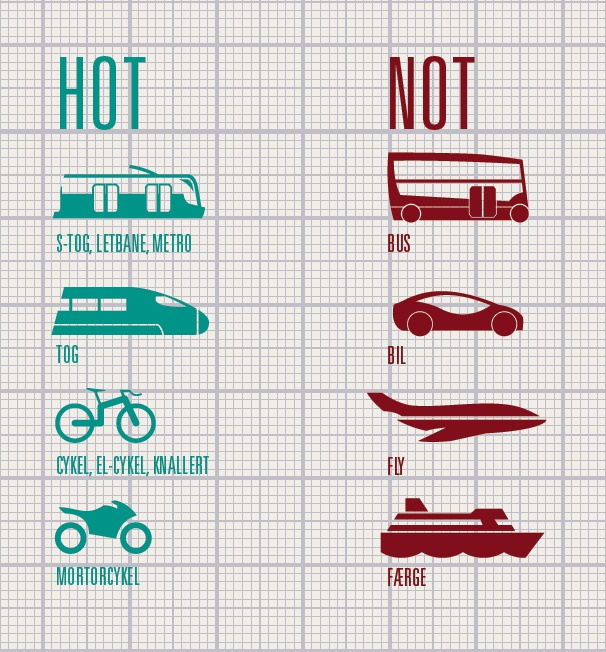 HOT
S-TOG, LETBANE, METRO
TOG
CYKEL, EL-CYKEL, KNALLERT
MORTORCYKEL
NOT
BUS
BIL
FLY
FÆRGE